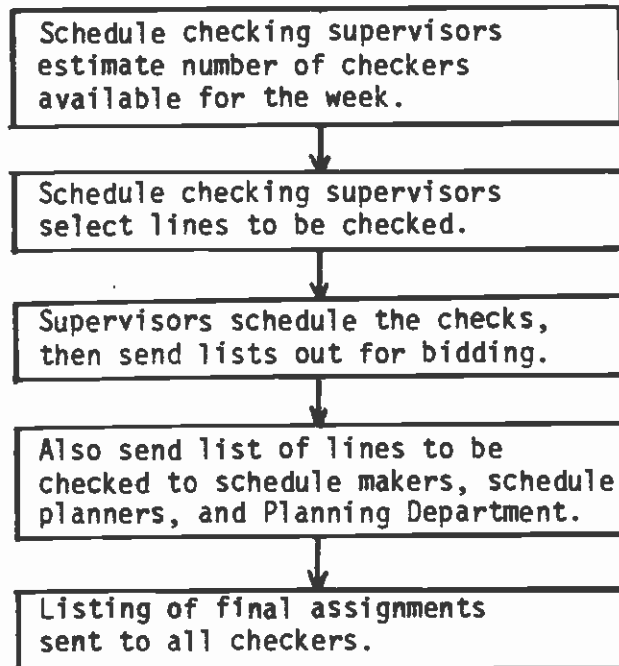 Schedule checking supervisors
estimate number of checkers
available for the week.
Schedule checking supervisors
select lines to be checked.
Supervisors schedule the checks,
then send lists out for bidding.
Also send list of lines to be
checked to schedule makers, schedule
planners, and Planning Department.
Listing of final assignments
sent to all checkers.